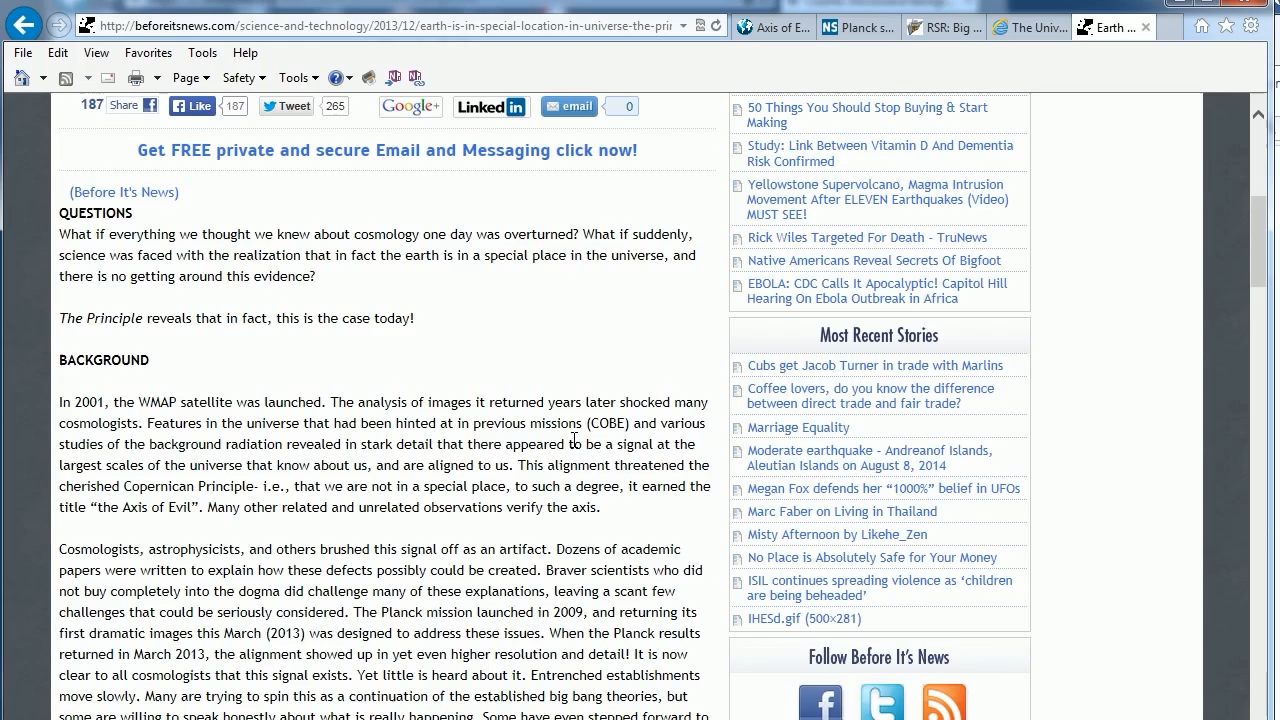 http://beforeitsnews.com/science-and-technology/2013/12/earth-is-in-special-location-in-universe-the-pri
Axis of E...
NS Planck s...
RSR: Big ...
The Univ...
Earth ...
File Edit View Favorites Tools Help
Page Safety Tools
187 Share Like 187 Tweet 265 Google+ Linked in email 0
Get FREE private and secure Email and Messaging click now!
(Before It's News)
QUESTIONS
What if everything we thought we knew about cosmology one day was overturned? What if suddenly,
science was faced with the realization that in fact the earth is in a special place in the universe, and
there is no getting around this evidence?
The Principle reveals that in fact, this is the case today!
BACKGROUND
In 2001, the WMAP satellite was launched. The analysis of images it returned years later shocked many
cosmologists. Features in the universe that had been hinted at in previous missions (COBE) and various
studies of the background radiation revealed in stark detail that there appeared to be a signal at the
largest scales of the universe that know about us, and are aligned to us. This alignment threatened the
cherished Copernican Principle- i.e., that we are not in a special place, to such a degree, it earned the
title “the Axis of Evil”. Many other related and unrelated observations verify the axis.
Cosmologists, astrophysicists, and others brushed this signal off as an artifact. Dozens of academic
papers were written to explain how these defects possibly could be created. Braver scientists who did
not buy completely into the dogma did challenge many of these explanations, leaving a scant few
challenges that could be seriously considered. The Planck mission launched in 2009, and returning its
first dramatic images this March (2013) was designed to address these issues. When the Planck results
returned in March 2013, the alignment showed up in yet even higher resolution and detail! It is now
clear to all cosmologists that this signal exists. Yet little is heard about it. Entrenched establishments
move slowly. Many are trying to spin this as a continuation of the established big bang theories, but
some are willing to speak honestly about what is really happening. Some have even stepped forward to
50 Things You Should Stop Buying & Start
Making
Study: Link Between Vitamin D And Dementia
Risk Confirmed
Yellowstone Supervolcano, Magma Intrusion
Movement After ELEVEN Earthquakes (Video)
MUST SEE!
Rick Wiles Targeted For Death - TruNews
Native Americans Reveal Secrets Of Bigfoot
EBOLA: CDC Calls It Apocalyptic! Capitol Hill
Hearing On Ebola Outbreak in Africa
Most Recent Stories
Cubs get Jacob Turner in trade with Marlins
Coffee lovers, do you know the difference
between direct trade and fair trade?
Marriage Equality
Moderate earthquake - Andreanof Islands,
Aleutian Islands on August 8, 2014
Megan Fox defends her “1000%” belief in UFOs
Marc Faber on Living in Thailand
Misty Afternoon by Likehe_Zen
No Place is Absolutely Safe for Your Money
ISIL continues spreading violence as ‘children
are being beheaded’
IHESd.gif (500×281)
Follow Before It’s News